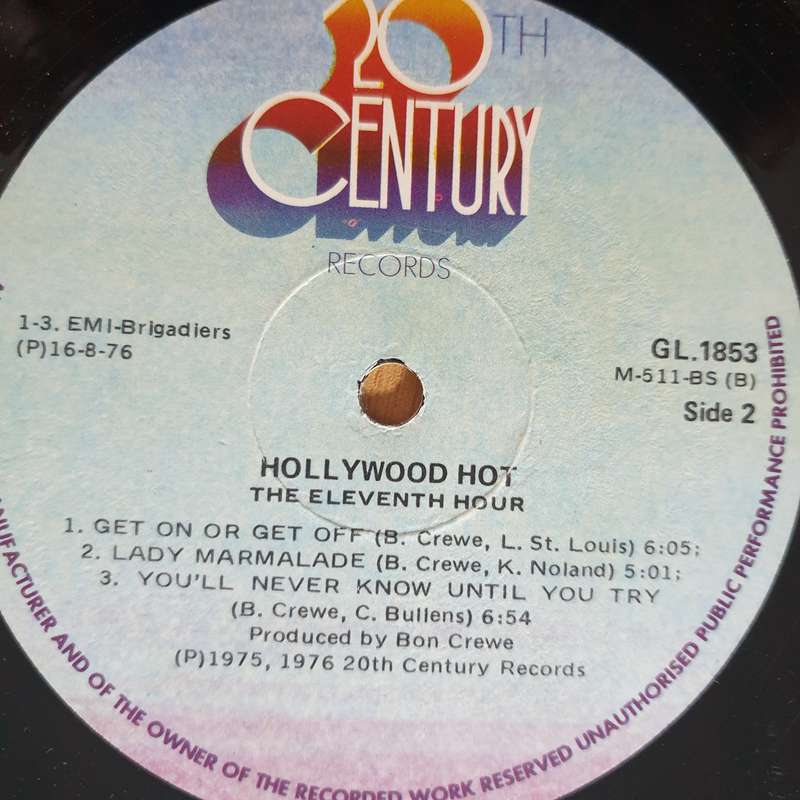 20TH
CENTURY
RECORDS
1-3. EMI-Brigadiers
(P)16-8-76
GL.1853
M-511-BS (B)
Side 2
HOLLYWOOD HOT
THE ELEVENTH HOUR
1. GET ON OR GET OFF (B. Crewe, L. St. Louis) 6:05;
2. LADY MARMALADE (B. Crewe, K. Noland) 5:01;
3. YOU'LL NEVER KNOW UNTIL YOU TRY
(B. Crewe, C. Bullens) 6:54
Produced by Bon Crewe
(P)1975, 1976 20th Century Records
ANUFACTURER AND OF THE OWNER OF THE RECORDED WORK RESERVED UNAUTHORISED PUBLIC PERFORMANCE PROHIBITED